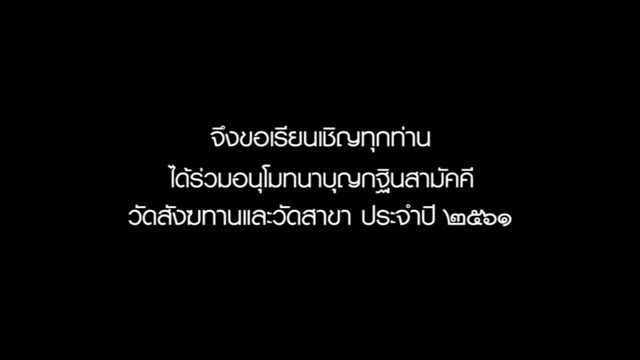 จึงขอเรียนเชิญทุกท่าน
ได้ร่วมอนุโมทนาบุญกฐินสามัคคี
วัดสังฆทานและวัดสาขา ประจำปี ๒๕๖๑